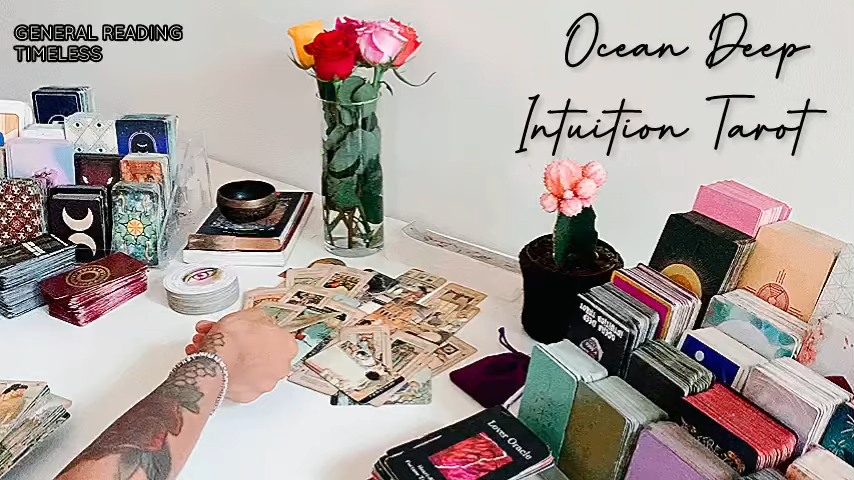 GENERAL READING
TIMELESS
Ocean Deep
Intuition Tarot
Lover Oracle